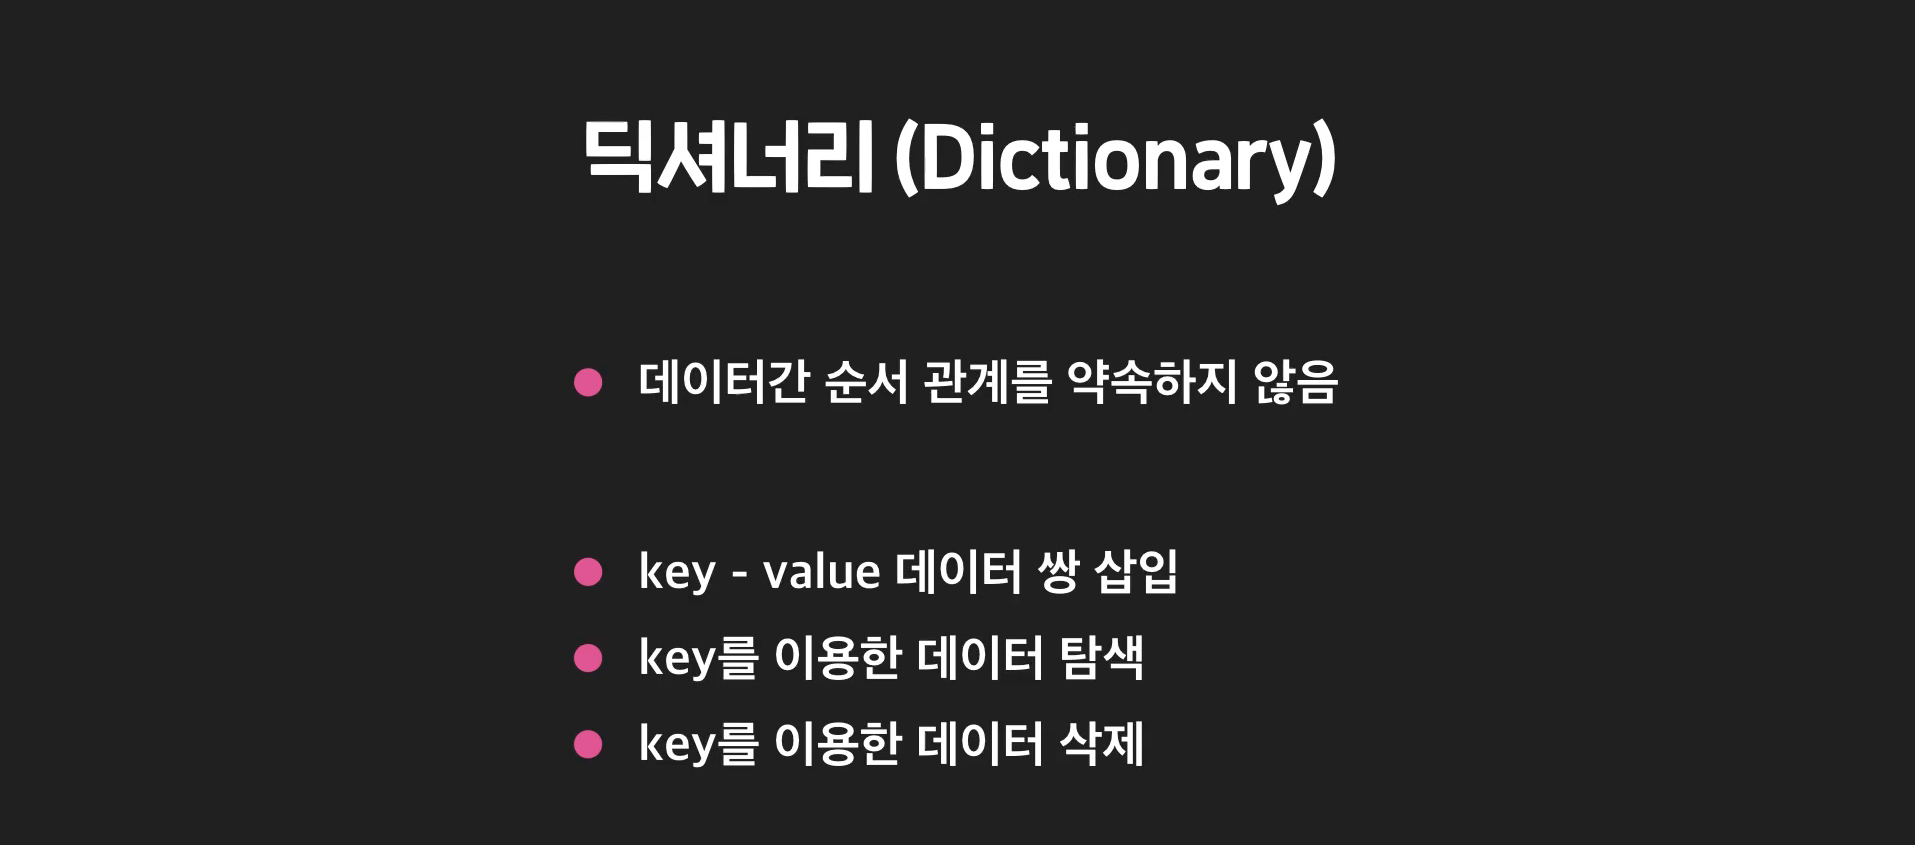 딕셔너리 (Dictionary)
데이터간 순서 관계를 약속하지 않음
key - value 데이터 쌍 삽입
key를 이용한 데이터 탐색
key를 이용한 데이터 삭제